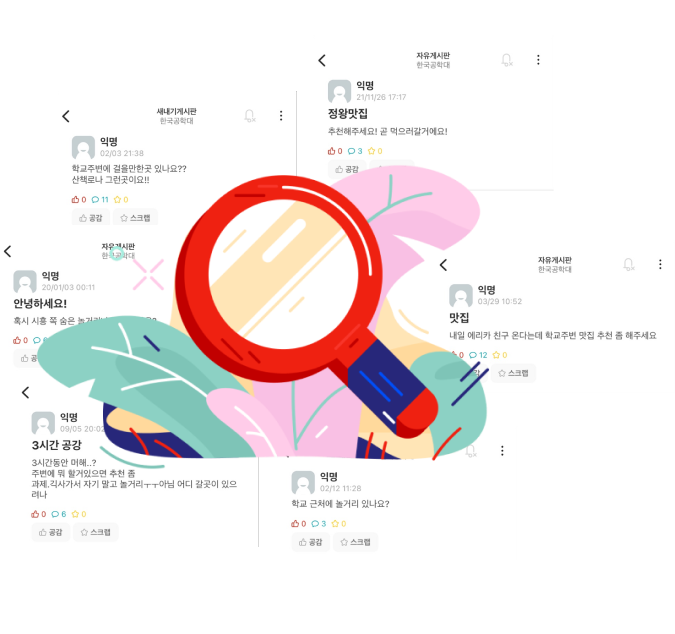 자유게시판
한국공학대
익명
21/11/26 17:17
정왕맛집
추천해주세요! 곧 먹으러갈거에요!
0 3 0
공감
새내기게시판
한국공학대
익명
02/03 21:38
학교주변에 걸을만한곳 있나요??
산책로나 그런곳이요!!
0 11 0
공감 스크랩
자유게시판
한국공학대
익명
20/01/03 00:11
안녕하세요!
혹시 시흥 쪽 숨은
0
자유게시판
한국공학대
익명
03/29 10:52
맛집
내일 에리카 친구 온다는데 학교주변 맛집 추천 좀 해주세요
0 12 0
스크랩
익명
09/05 20:02
3시간 공강
3시간동안 머해..?
주변에 뭐 할거있으면 추천 좀
과제,긱사가서 자기 말고 놀거리ㅜㅜ아님 어디 갈곳이 있으
려나
0 6 0
공감 스크랩
익명
02/12 11:28
학교 근처에 놀거리 있나요?
0 3 0
공감 스크랩